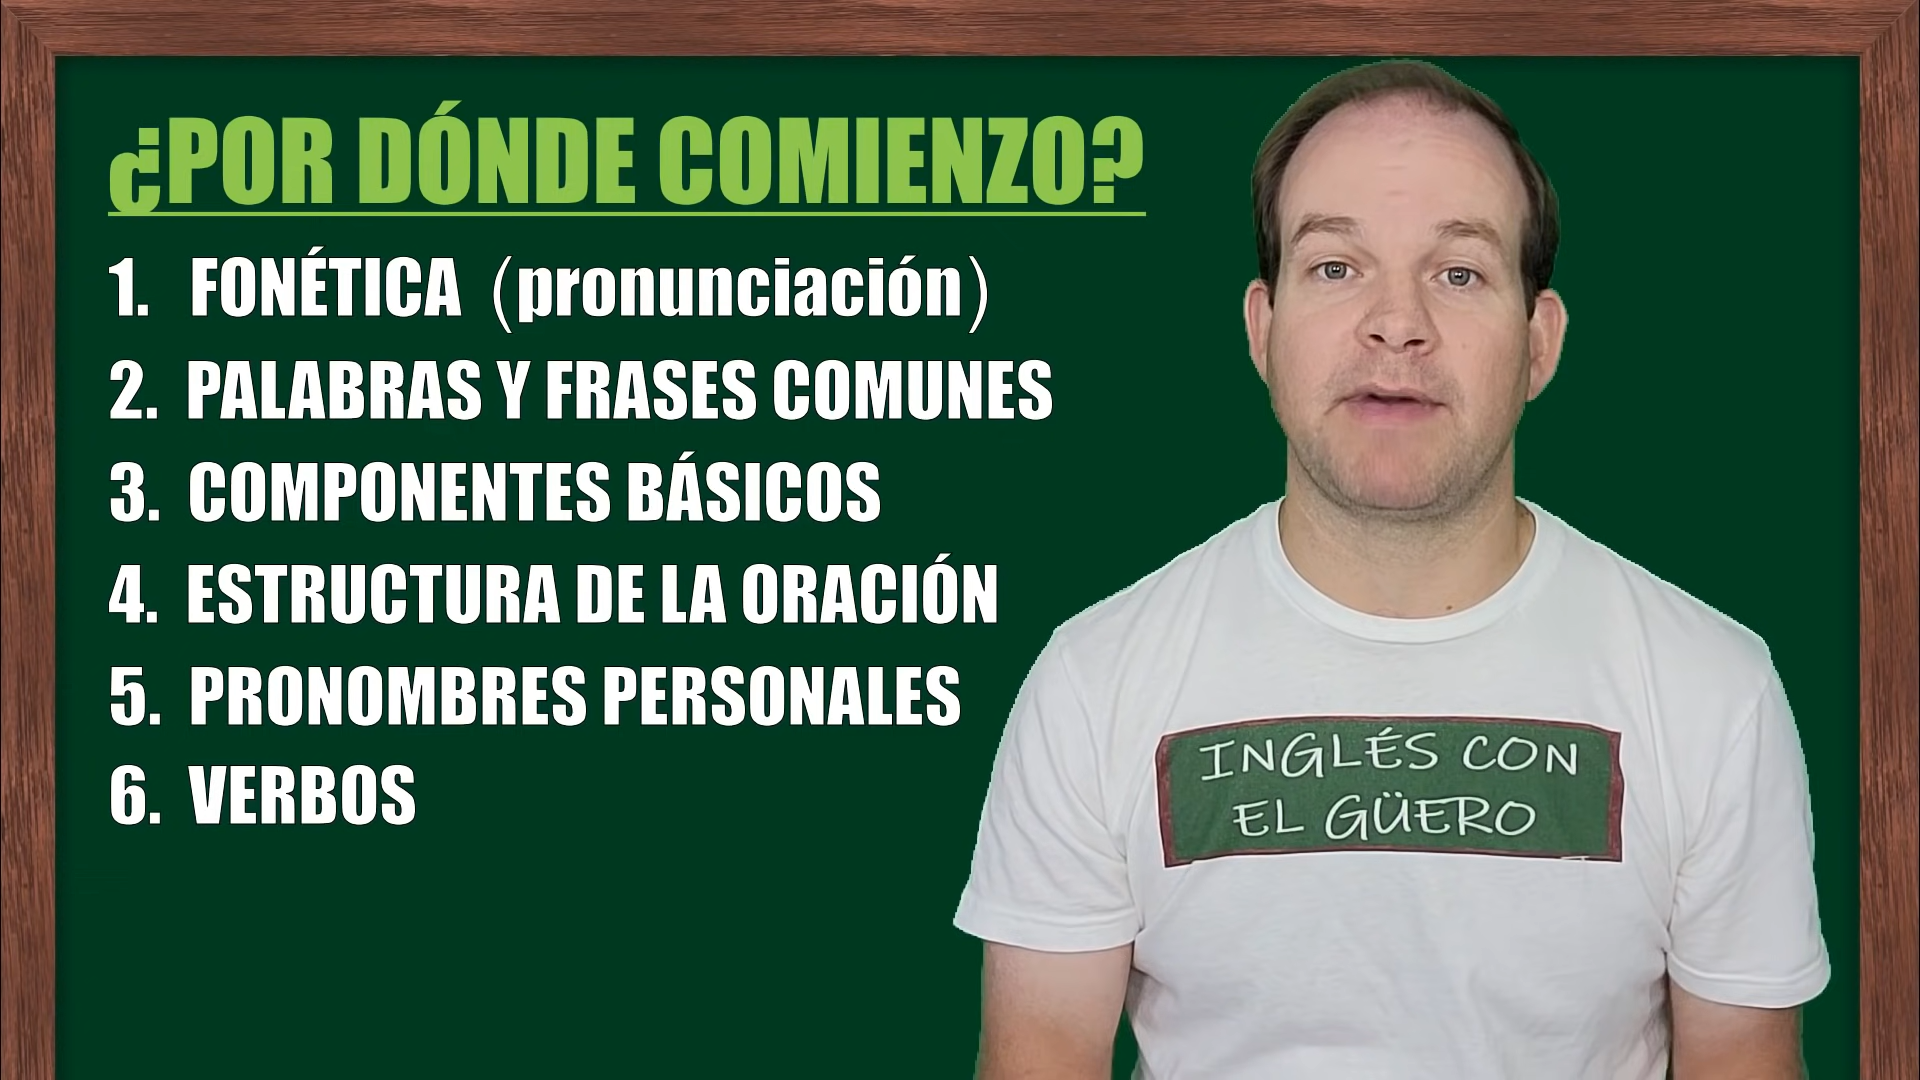 ¿POR DÓNDE COMIENZO?
1. FONÉTICA (pronunciación)
2. PALABRAS Y FRASES COMUNES
3. COMPONENTES BÁSICOS
4. ESTRUCTURA DE LA ORACIÓN
5. PRONOMBRES PERSONALES
6. VERBOS
INGLÉS CON
EL GÜERO